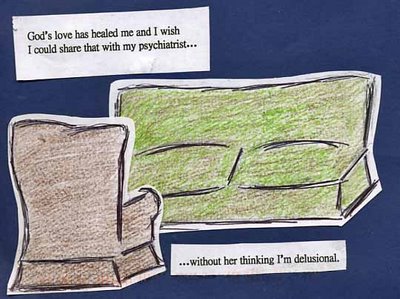 God's love has healed me and I wish
I could share that with my psychiatrist...
...without her thinking I'm delusional.